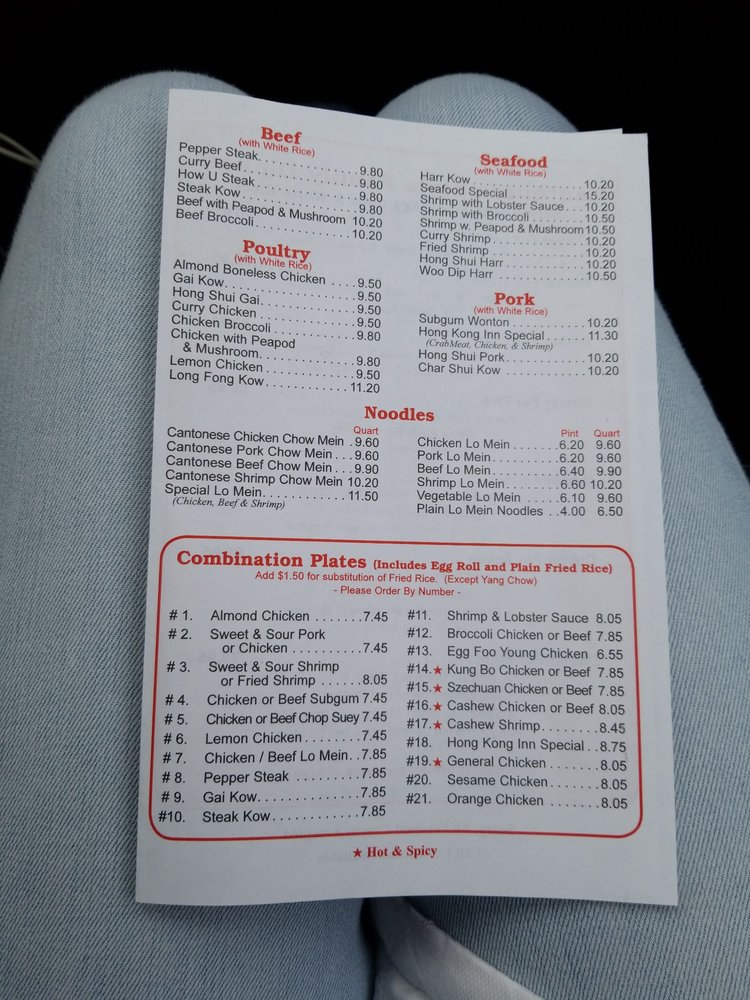 Beef
(with White Rice)
Pepper Steak. . . . . . . . . . . . . . 9.80
Curry Beef. . . . . . . . . . . . . . . . 9.80
How U Steak . . . . . . . . . . . . . . 9.80
Steak Kow. . . . . . . . . . . . . . . . 9.80
Beef with Peapod & Mushroom 10.20
Beef Broccoli. . . . . . . . . . . . . 10.20
Poultry
(with White Rice)
Almond Boneless Chicken . . . . 9.50
Gai Kow. . . . . . . . . . . . . . . . . . 9.50
Hong Shui Gai. . . . . . . . . . . . . 9.50
Curry Chicken . . . . . . . . . . . . . 9.50
Chicken Broccoli . . . . . . . . . . . 9.80
Chicken with Peapod
& Mushroom. . . . . . . . . . . . . 9.80
Lemon Chicken . . . . . . . . . . . . 9.50
Long Fong Kow. . . . . . . . . . . 11.20
Seafood
(with White Rice)
Harr Kow . . . . . . . . . . . . . . . 10.20
Seafood Special . . . . . . . . . . 15.20
Shrimp with Lobster Sauce. . . 10.20
Shrimp with Broccoli . . . . . . . 10.50
Shrimp w. Peapod & Mushroom 10.50
Curry Shrimp. . . . . . . . . . . . . 10.20
Fried Shrimp . . . . . . . . . . . . . 10.20
Hong Shui Harr . . . . . . . . . . . 10.20
Woo Dip Harr . . . . . . . . . . . . 10.50
Pork
(with White Rice)
Subgum Wonton . . . . . . . . . . 10.20
Hong Kong Inn Special . . . . . 11.30
(CrabMeat, Chicken, & Shrimp)
Hong Shui Pork. . . . . . . . . . . 10.20
Char Shui Kow . . . . . . . . . . . 10.20
Noodles
Quart
Cantonese Chicken Chow Mein . 9.60
Cantonese Pork Chow Mein . . . 9.60
Cantonese Beef Chow Mein. . . 9.90
Cantonese Shrimp Chow Mein 10.20
Special Lo Mein. . . . . . . . . . . . 11.50
(Chicken, Beef & Shrimp)
Pint Quart
Chicken Lo Mein . . . . . . . 6.20 9.60
Pork Lo Mein. . . . . . . . . . 6.20 9.60
Beef Lo Mein. . . . . . . . . . 6.40 9.90
Shrimp Lo Mein. . . . . . . . 6.60 10.20
Vegetable Lo Mein . . . . 6.10 9.60
Plain Lo Mein Noodles . . 4.00 6.50
Combination Plates (Includes Egg Roll and Plain Fried Rice)
Add $1.50 for substitution of Fried Rice. (Except Yang Chow)
- Please Order By Number -
# 1. Almond Chicken . . . . . . . 7.45
# 2. Sweet & Sour Pork
or Chicken . . . . . . . . . . 7.45
# 3. Sweet & Sour Shrimp
or Fried Shrimp . . . . . . 8.05
# 4. Chicken or Beef Subgum 7.45
# 5. Chicken or Beef Chop Suey 7.45
# 6. Lemon Chicken. . . . . . . . 7.45
# 7. Chicken / Beef Lo Mein. . 7.85
# 8. Pepper Steak . . . . . . . . . 7.85
# 9. Gai Kow. . . . . . . . . . . . . 7.85
#10. Steak Kow. . . . . . . . . . . 7.85
#11. Shrimp & Lobster Sauce 8.05
#12. Broccoli Chicken or Beef 7.85
#13. Egg Foo Young Chicken 6.55
#14.★ Kung Bo Chicken or Beef 7.85
#15.★ Szechuan Chicken or Beef 7.85
#16.★ Cashew Chicken or Beef 8.05
#17.★ Cashew Shrimp. . . . . . . . 8.45
#18. Hong Kong Inn Special . . 8.75
#19.★ General Chicken . . . . . . . 8.05
#20. Sesame Chicken. . . . . . . 8.05
#21. Orange Chicken . . . . . . . 8.05
★ Hot & Spicy